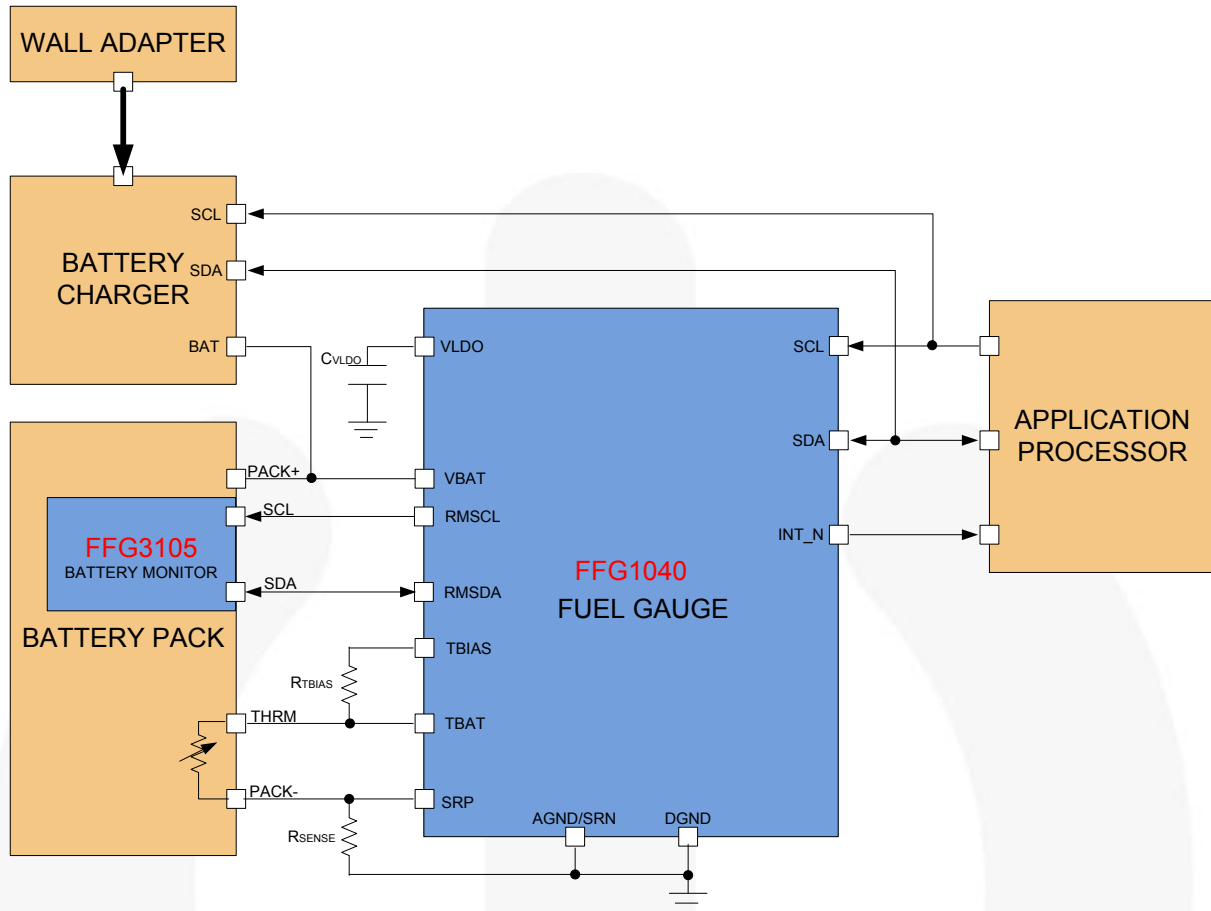 WALL ADAPTER
SCL
SDA
BATTERY
CHARGER
BAT
CVLDO
VLDO
SCL
SDA
INT_N
APPLICATION
PROCESSOR
PACK+
VBAT
SCL
RMSCL
FFG3105
BATTERY MONITOR
SDA
RMSDA
FFG1040
FUEL GAUGE
BATTERY PACK
TBIAS
RTBIAS
THRM
TBAT
PACK-
SRP
RSENSE
AGND/SRN
DGND